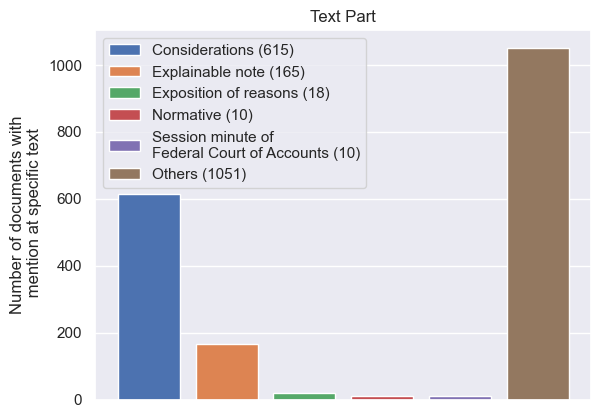 Text Part
Number of documents with
mention at specific text
1000
800
600
400
200
0
Considerations (615)
Explainable note (165)
Exposition of reasons (18)
Normative (10)
Session minute of
Federal Court of Accounts (10)
Others (1051)